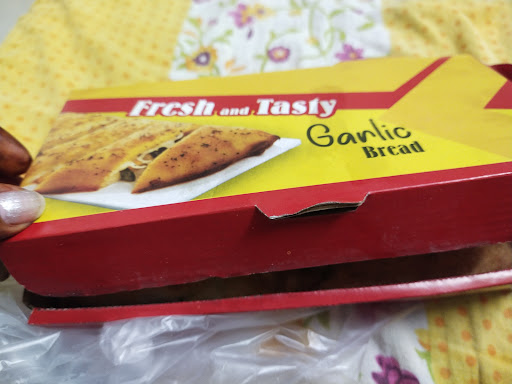 Fresh and Tasty
Garlic
Bread